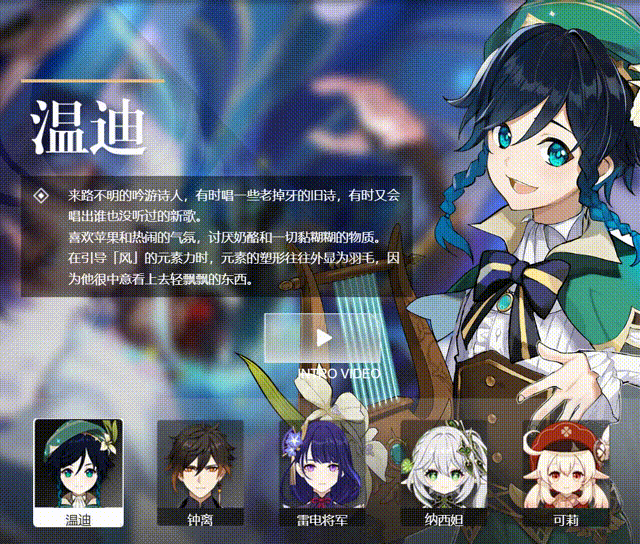 温迪
来路不明的吟游诗人，有时唱一些老掉牙的旧诗，有时又会
唱出谁也没听过的新歌。
喜欢苹果和热闹的气氛，讨厌奶酪和一切黏糊糊的物质。
在引导「风」的元素力时，元素的塑形往往外显为羽毛，因
为他很中意看上去轻飘飘的东西。
INTRO VIDEO
温迪
钟离
雷电将军
纳西妲
可莉